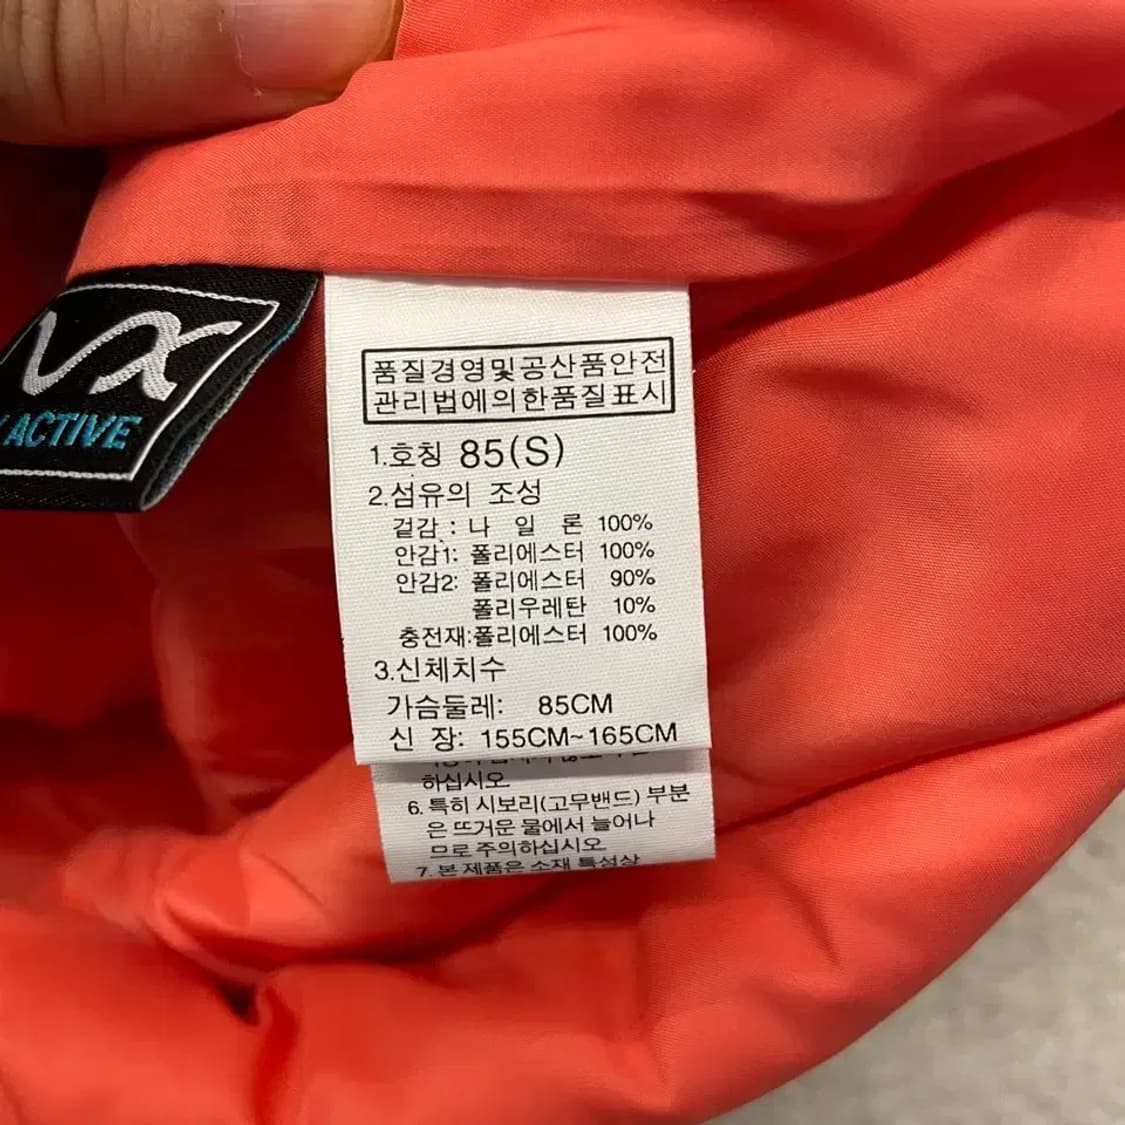 VX
ACTIVE
품질경영및공산품안전
관리법에의한품질표시
1.호칭 85(S)
2.섬유의 조성
겉감 : 나 일 론 100%
안감1: 폴리에스터 100%
안감2: 폴리에스터 90%
폴리우레탄 10%
충전재:폴리에스터 100%
3.신체치수
가슴둘레: 85CM
신 장: 155CM~165CM
하십시오
6. 특히 시보리(고무밴드) 부분
은 뜨거운 물에서 늘어나
므로 주의하십시오
7. 본 제품은 소재 특성상